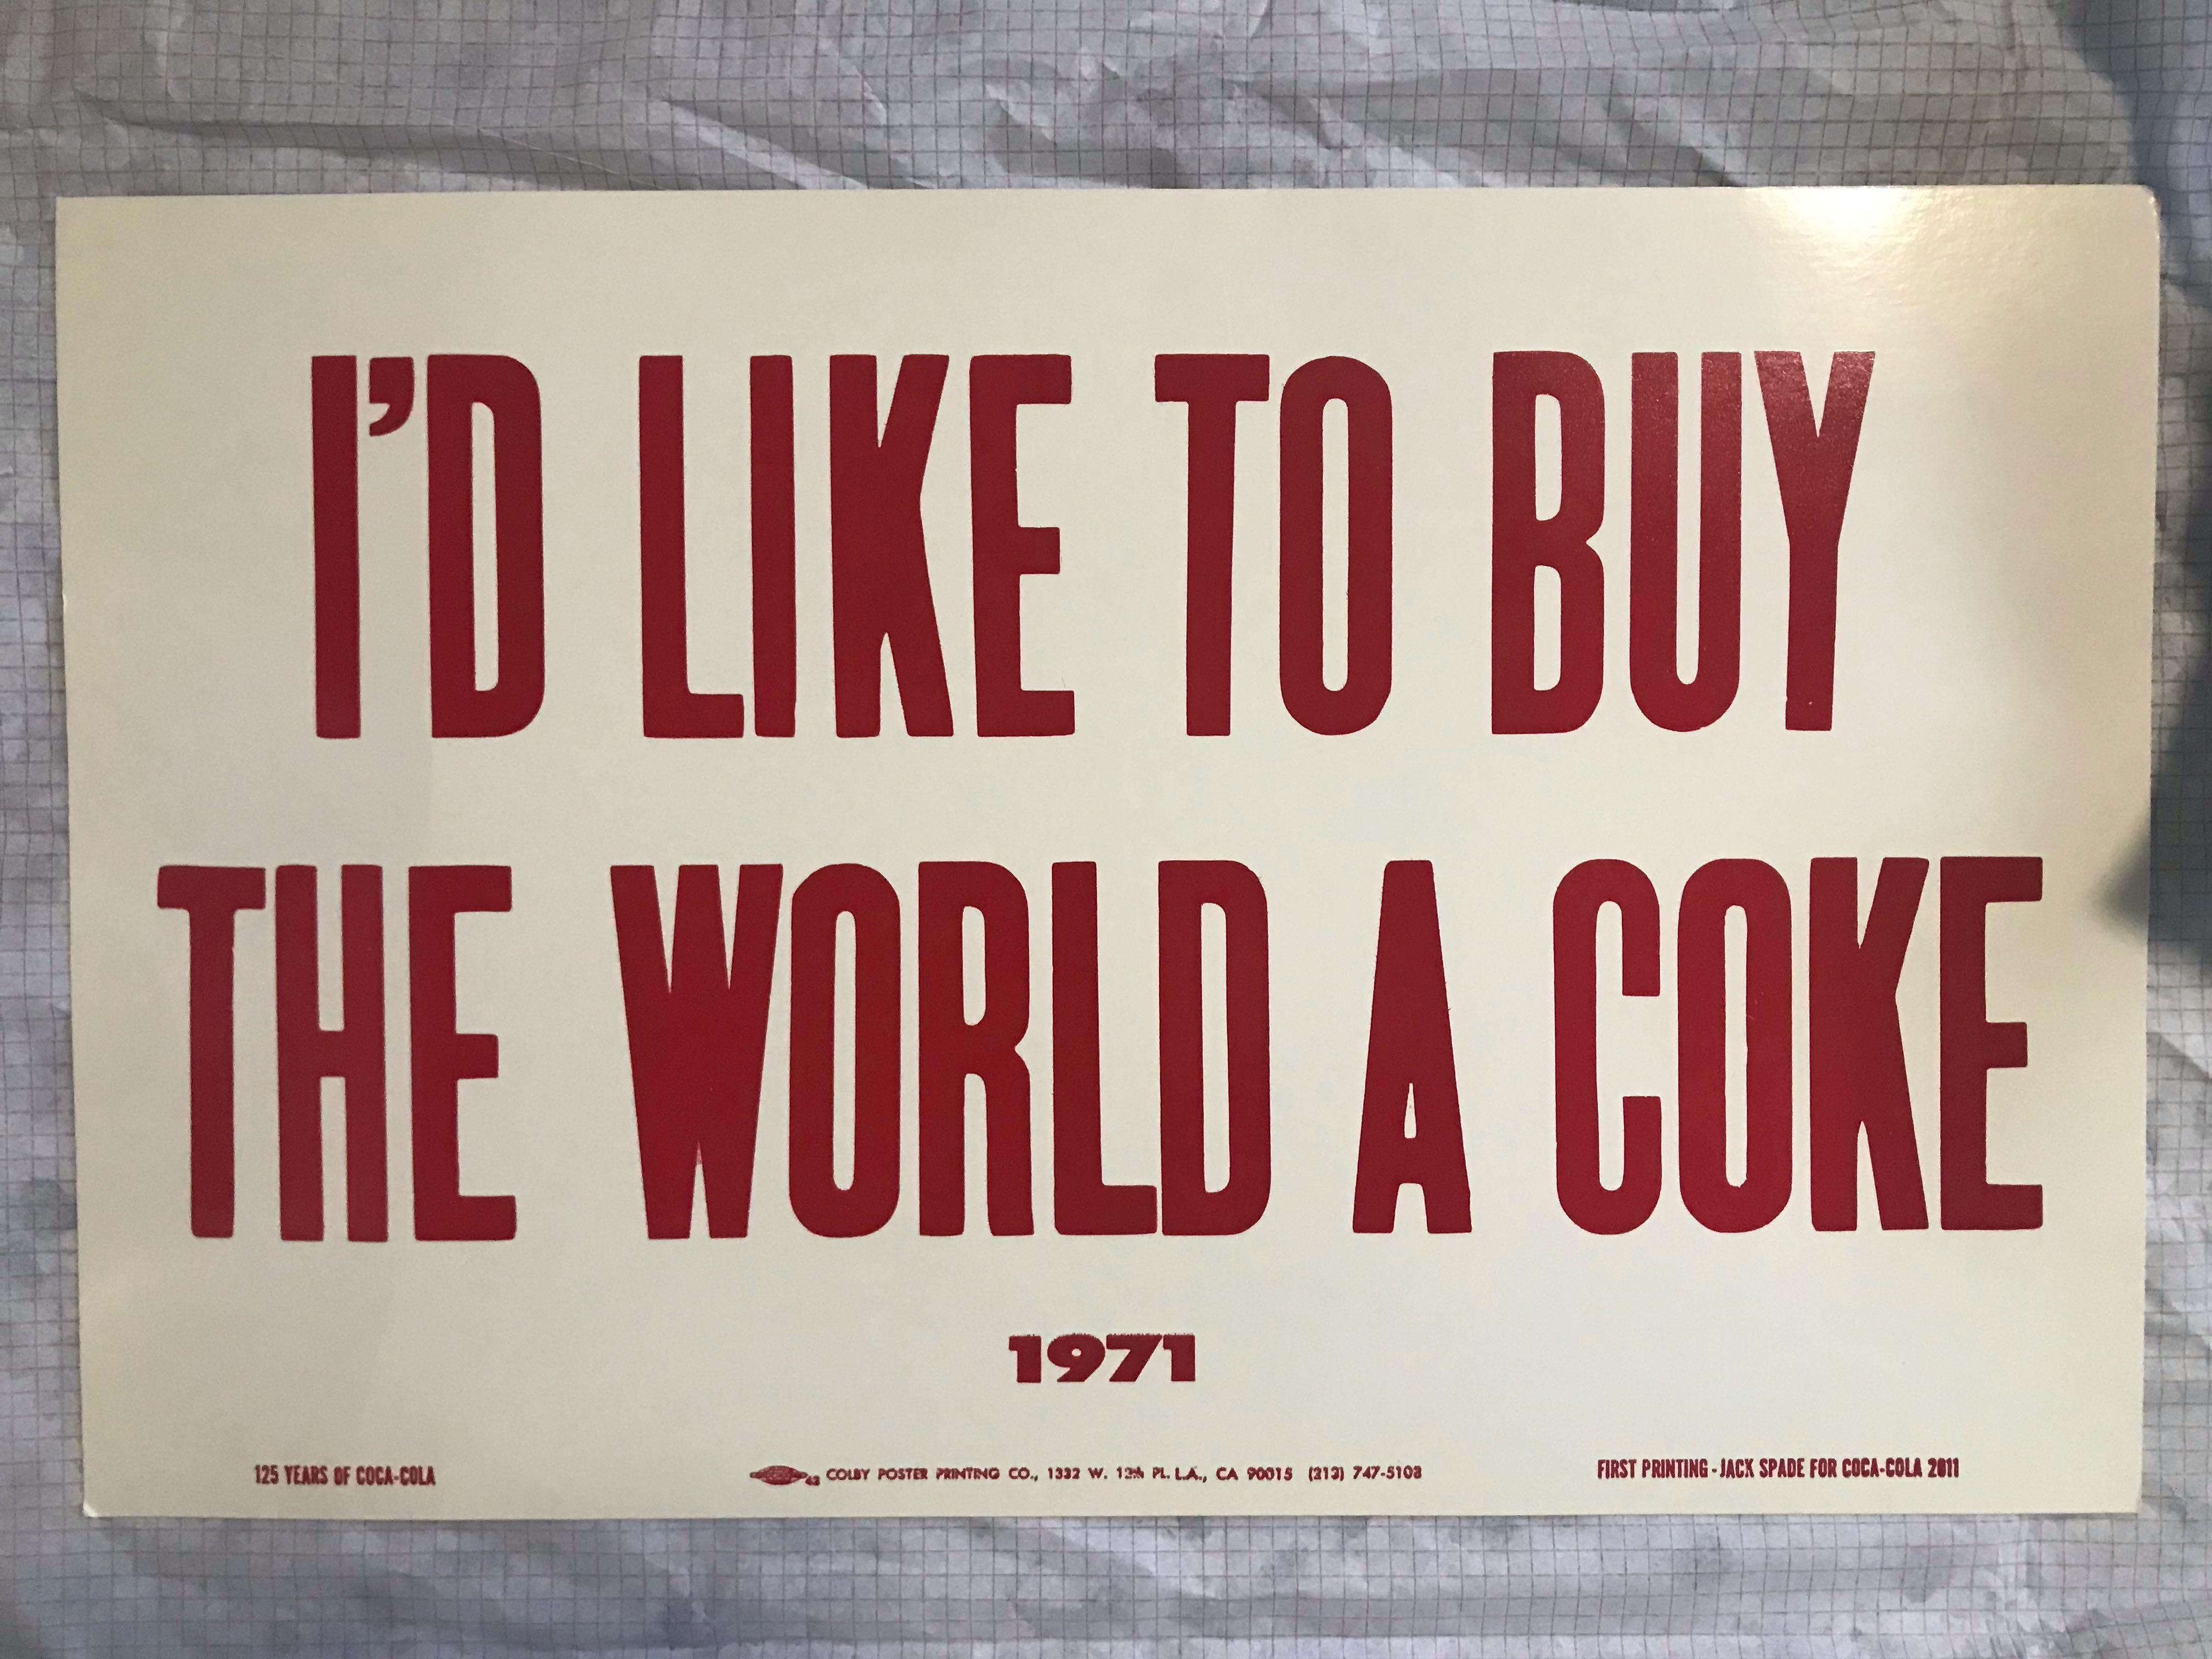 I'D LIKE TO BUY
THE WORLD A COKE
1971
125 YEARS OF COCA-COLA
42 COLBY POSTER PRINTING CO., 1332 W. 12th PL. L.A., CA 90015 (213) 747-5108
FIRST PRINTING - JACK SPADE FOR COCA-COLA 2011